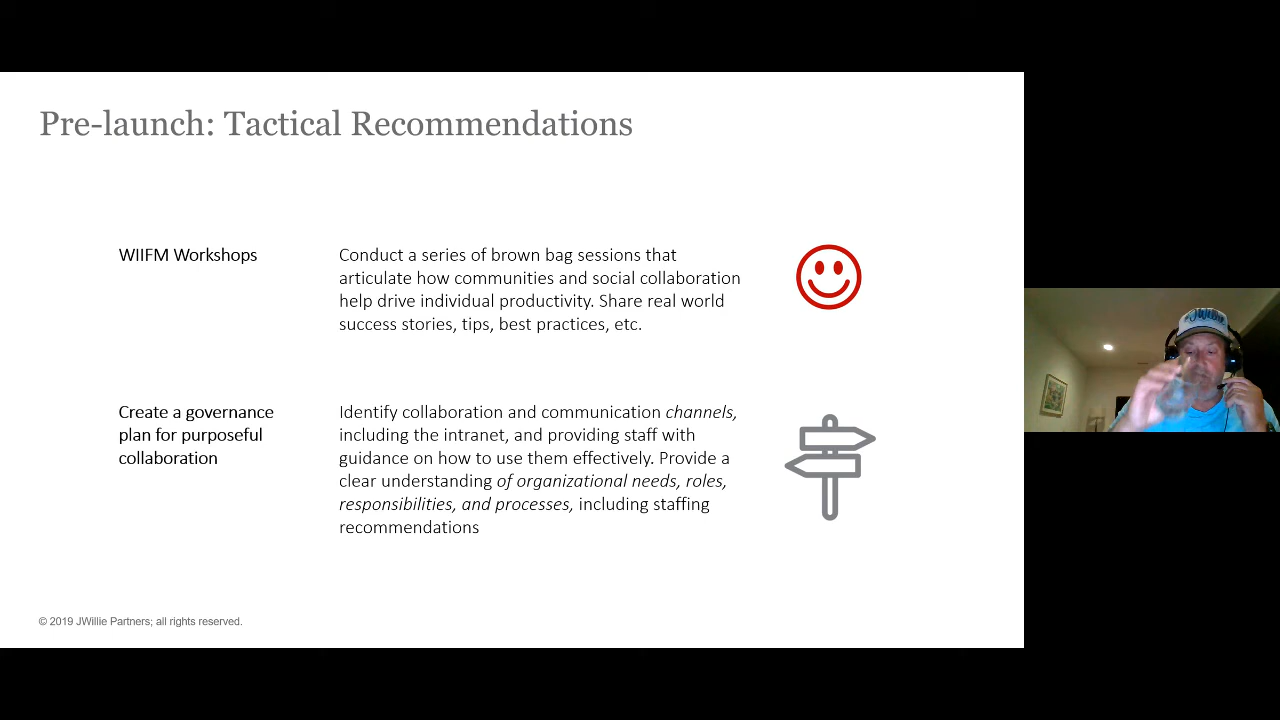 Pre-launch: Tactical Recommendations
WIIFM Workshops
Conduct a series of brown bag sessions that
articulate how communities and social collaboration
help drive individual productivity. Share real world
success stories, tips, best practices, etc.
Create a governance
plan for purposeful
collaboration
Identify collaboration and communication channels,
including the intranet, and providing staff with
guidance on how to use them effectively. Provide a
clear understanding of organizational needs, roles,
responsibilities, and processes, including staffing
recommendations
© 2019 JWillie Partners; all rights reserved.
JWillie